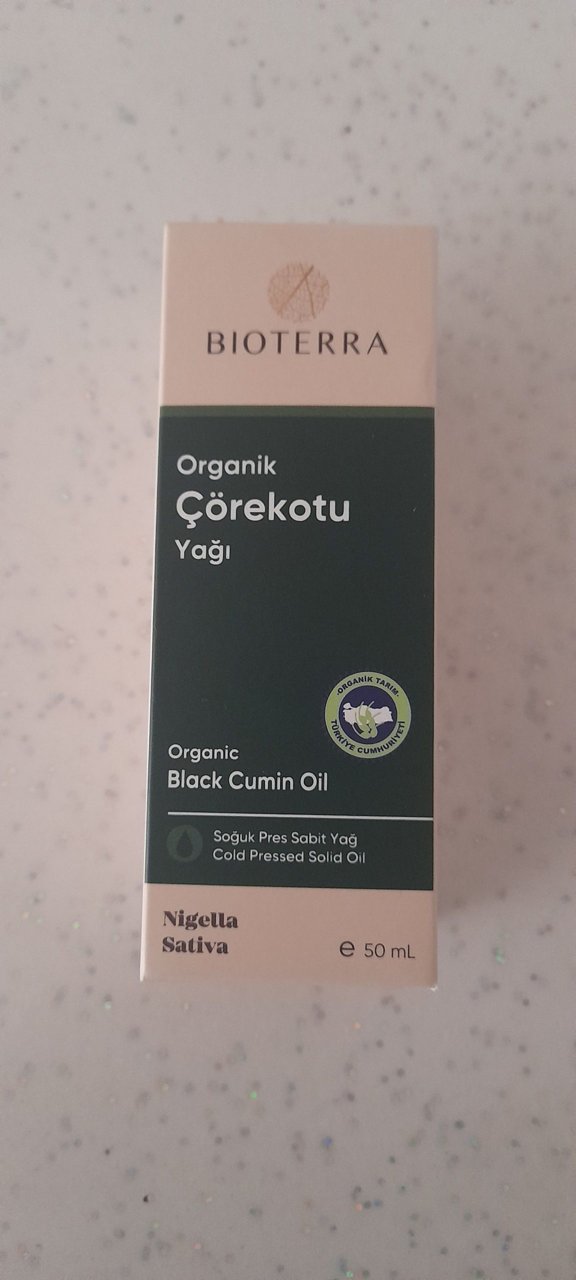 BIOTERRA
Organik
Çörekotu
Yağı
·ORGANİK TARIM·
TÜRKİYE CUMHURİYETİ
Organic
Black Cumin Oil
Soğuk Pres Sabit Yağ
Cold Pressed Solid Oil
Nigella
Sativa
℮ 50 mL